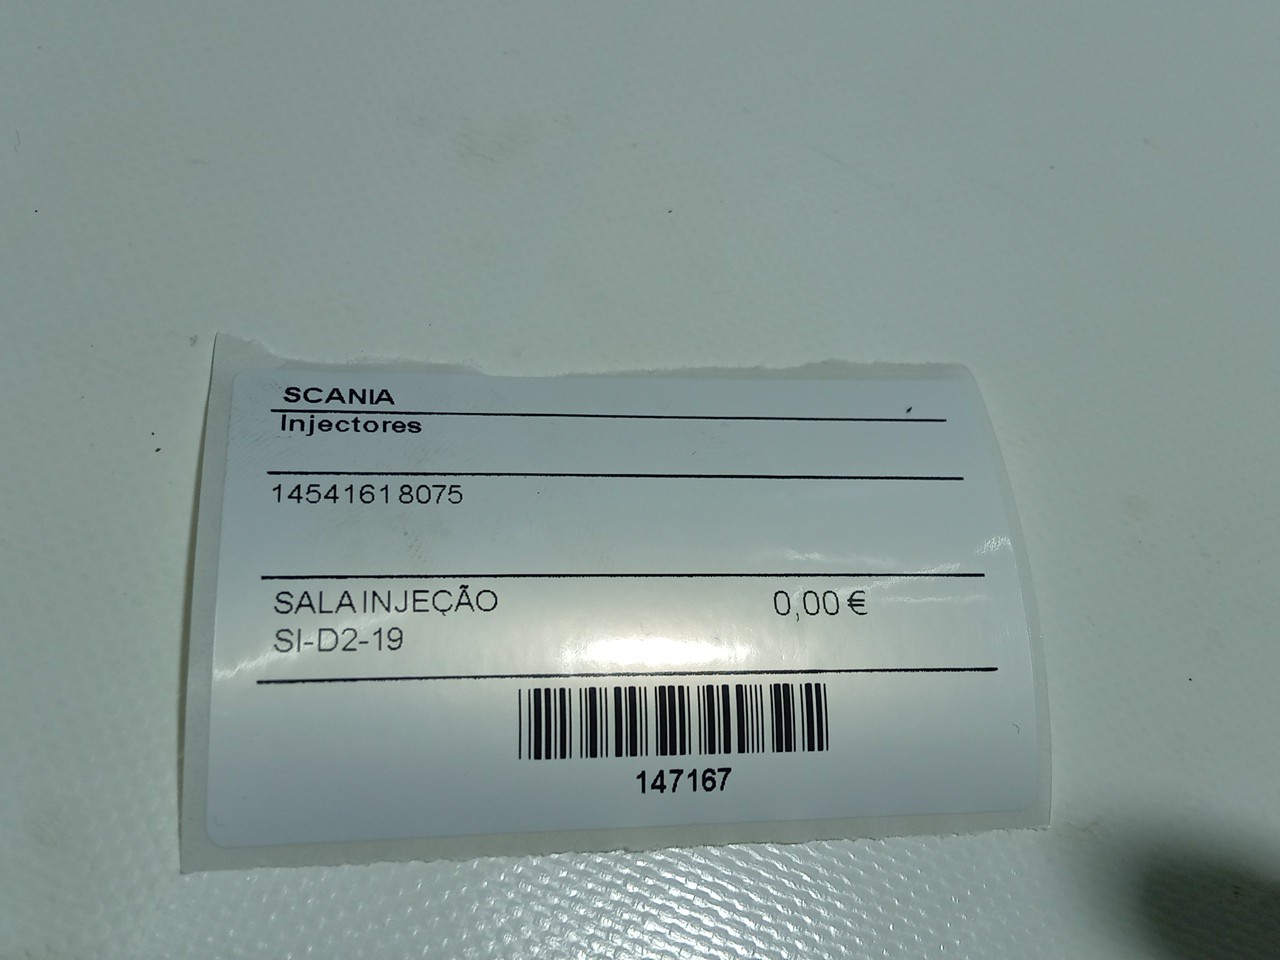 SCANIA
Injectores
14541618075
SALA INJEÇÃO 0,00 €
SI-D2-19
147167